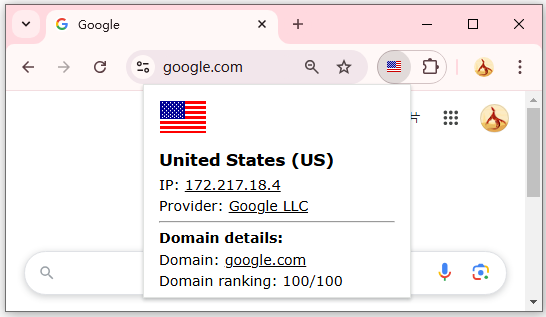 Google
google.com
United States (US)
IP: 172.217.18.4
Provider: Google LLC
Domain details:
Domain: google.com
Domain ranking: 100/100